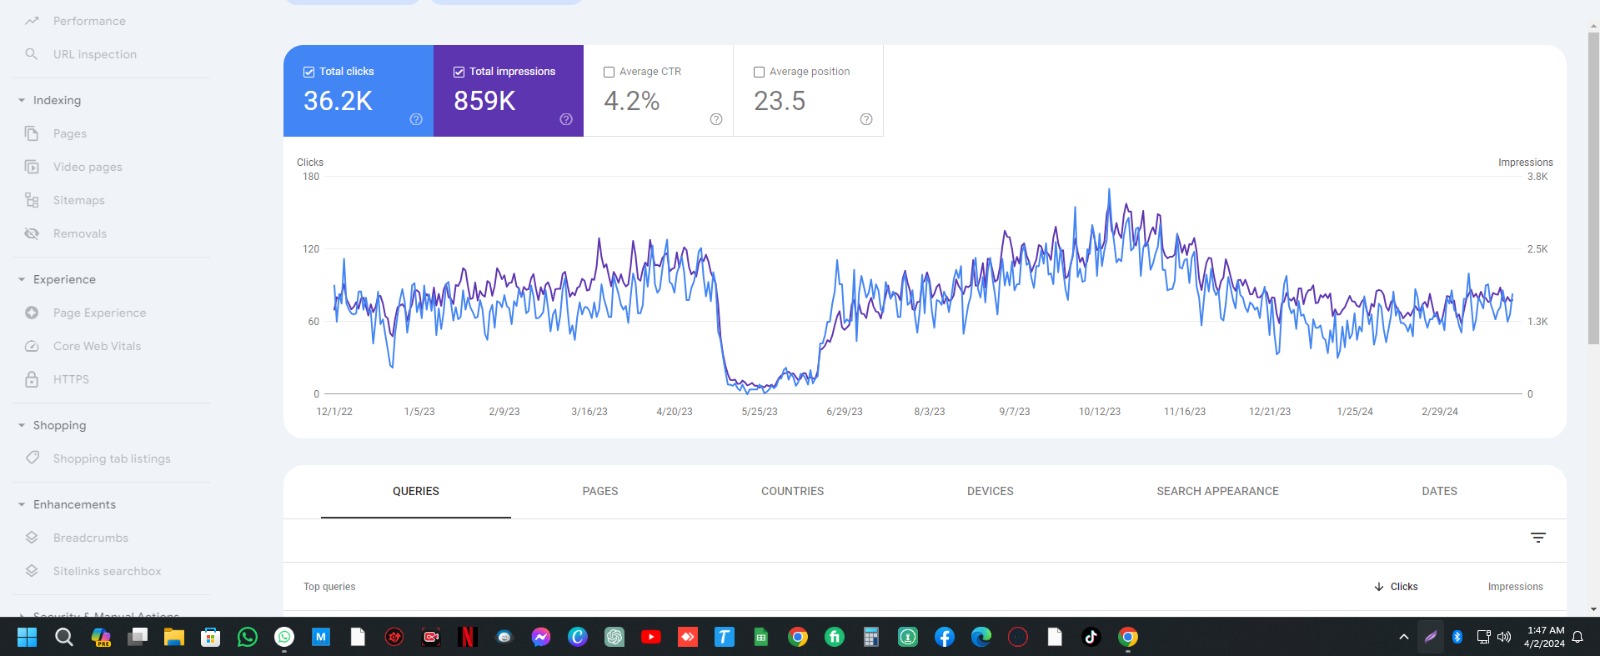 Performance
URL inspection
Indexing
Pages
Video pages
Sitemaps
Removals
Experience
Page Experience
Core Web Vitals
HTTPS
Shopping
Shopping tab listings
Enhancements
Breadcrumbs
Sitelinks searchbox
Security & Manual Actions
Total clicks
36.2K
Total impressions
859K
Average CTR
4.2%
Average position
23.5
Clicks
Impressions
180
120
60
0
3.8K
2.5K
1.3K
0
12/1/22 1/5/23 2/9/23 3/16/23 4/20/23 5/25/23 6/29/23 8/3/23 9/7/23 10/12/23 11/16/23 12/21/23 1/25/24 2/29/24
QUERIES PAGES COUNTRIES DEVICES SEARCH APPEARANCE DATES
Top queries Clicks Impressions
PRE
M
N
T
fi
1:47 AM
4/2/2024